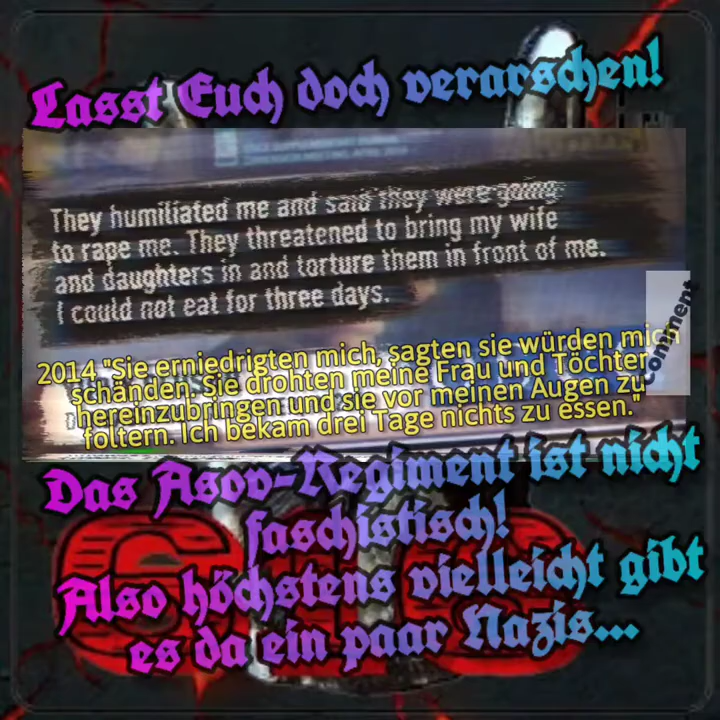 Lasst Euch doch verarschen!
They humiliated me and said they were going
to rape me. They threatened to bring my wife
and daughters in and torture them in front of me.
I could not eat for three days.
comment
2014 "Sie erniedrigten mich, sagten sie würden mich
schänden. Sie drohten meine Frau und Töchter
hereinzubringen und sie vor meinen Augen zu
foltern. Ich bekam drei Tage nichts zu essen."
Das Asov-Regiment ist nicht
faschistisch!
Also höchstens vielleicht gibt
es da ein paar Nazis...